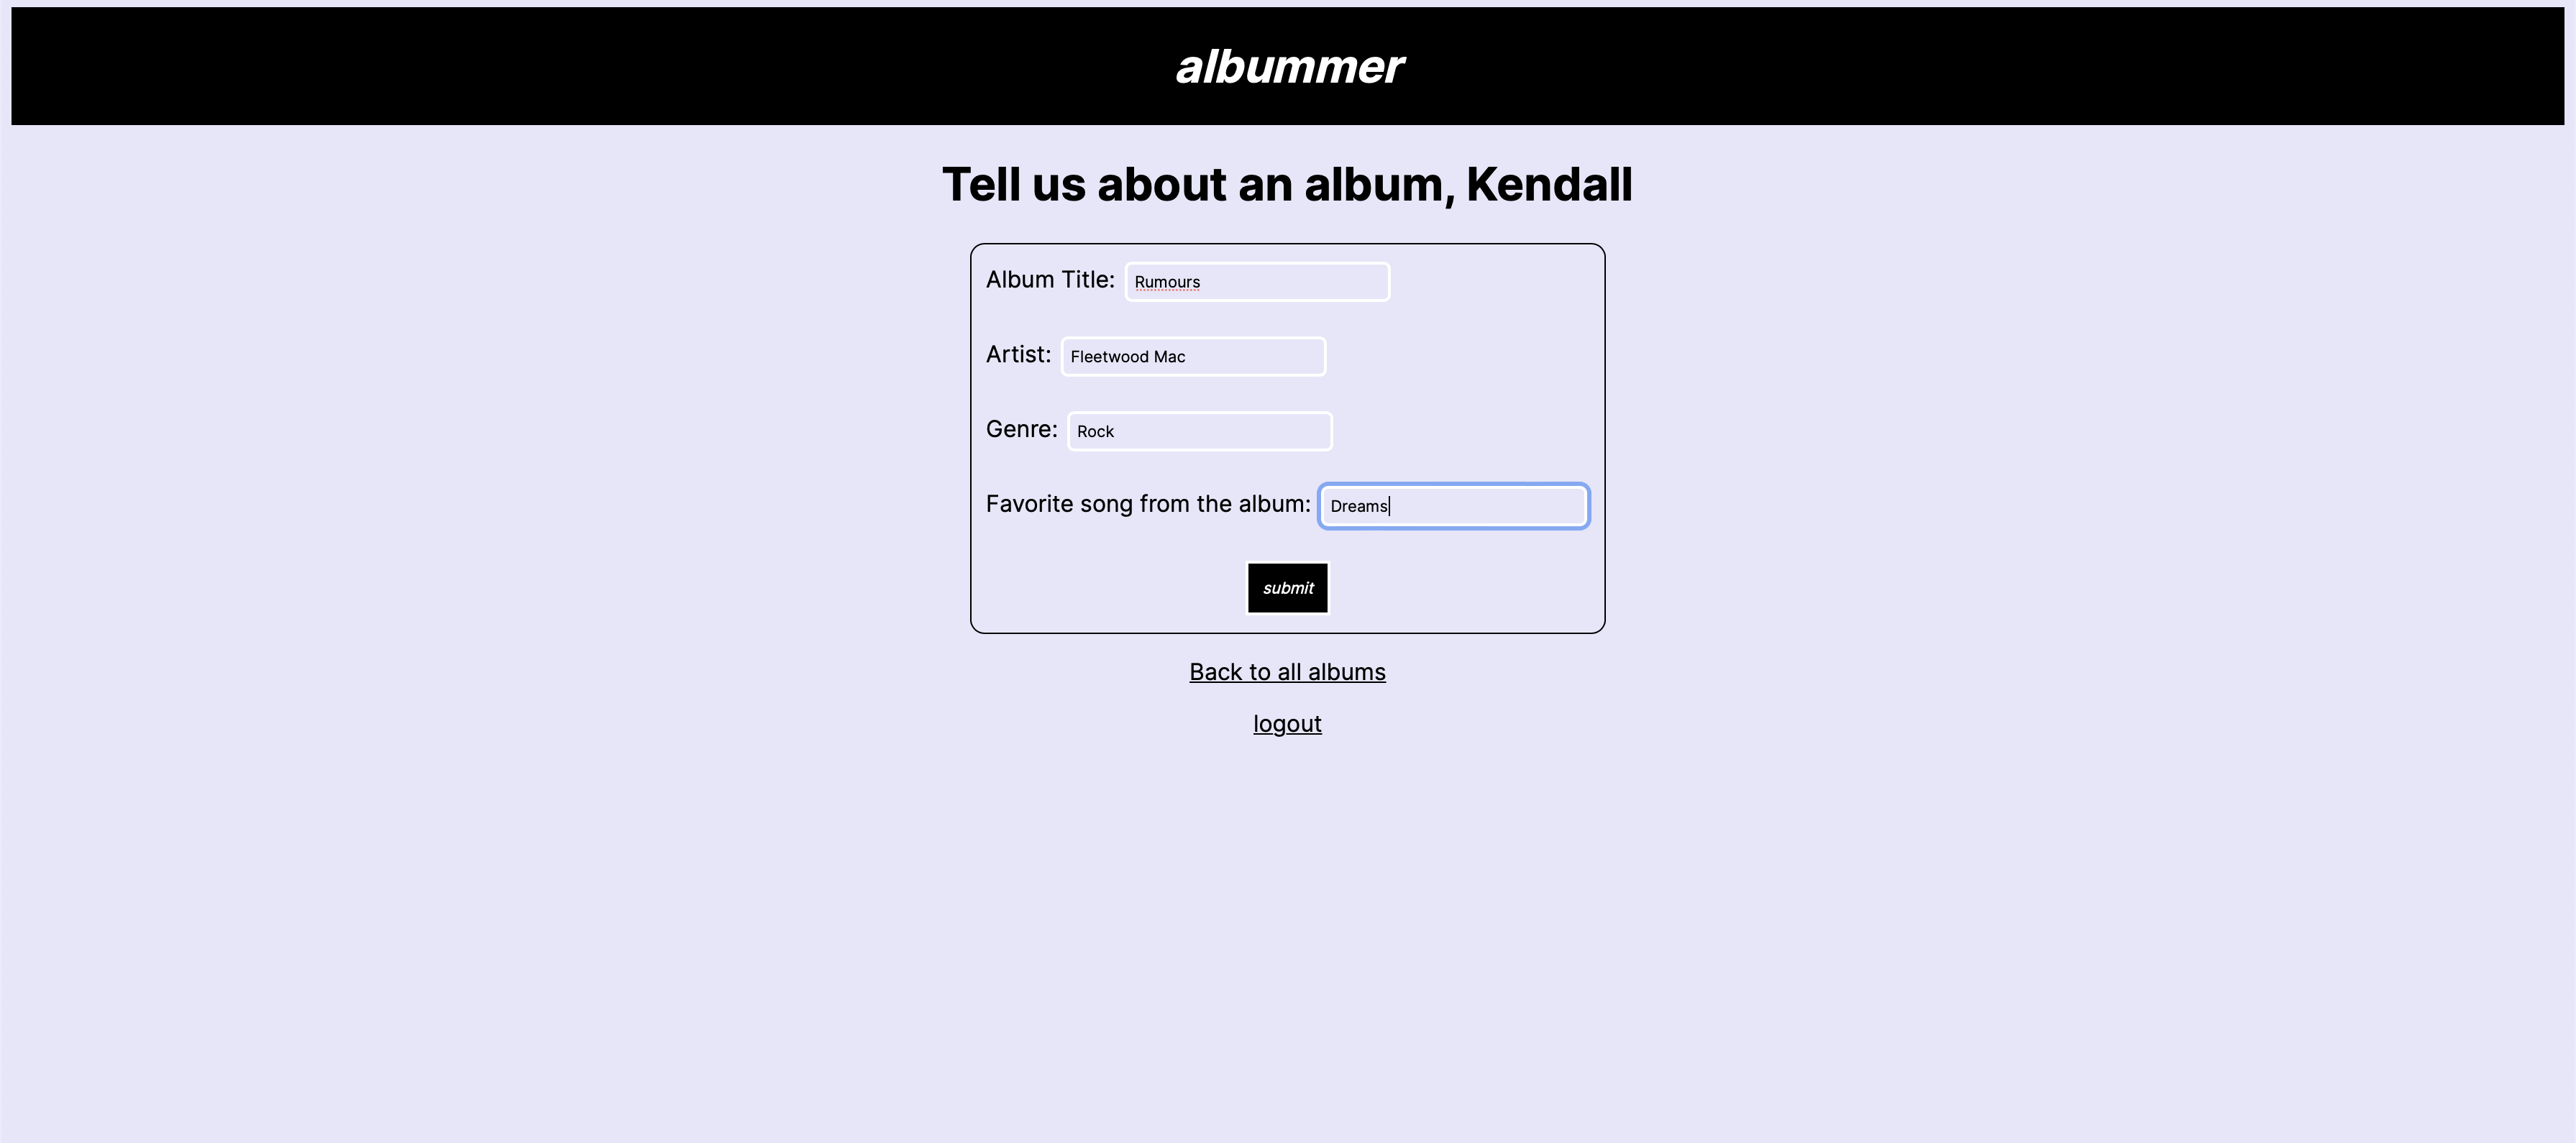 albummer
Tell us about an album, Kendall
Album Title: Rumours
Artist: Fleetwood Mac
Genre: Rock
Favorite song from the album: Dreams
submit
Back to all albums
logout